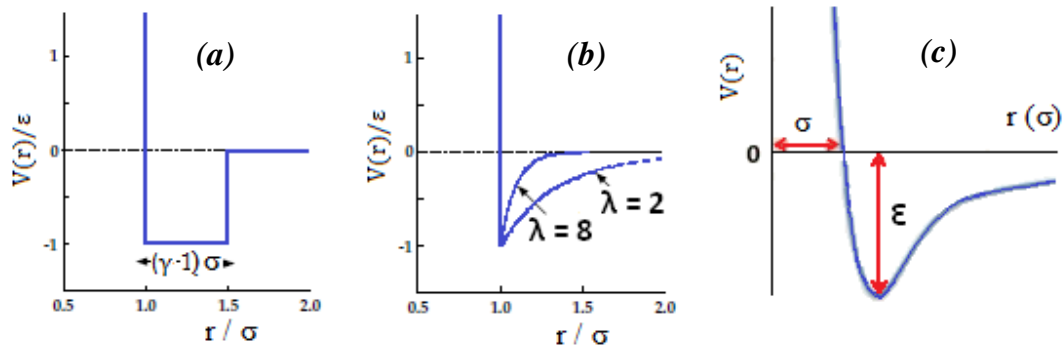 (a)
V(r)/ε
1
0
-1
(γ-1) σ
0.5 1.0 1.5 2.0
r / σ
(b)
V(r)/ε
1
0
-1
λ = 2
λ = 8
0.5 1.0 1.5 2.0
r / σ
(c)
V(r)
σ
r (σ)
0
ε